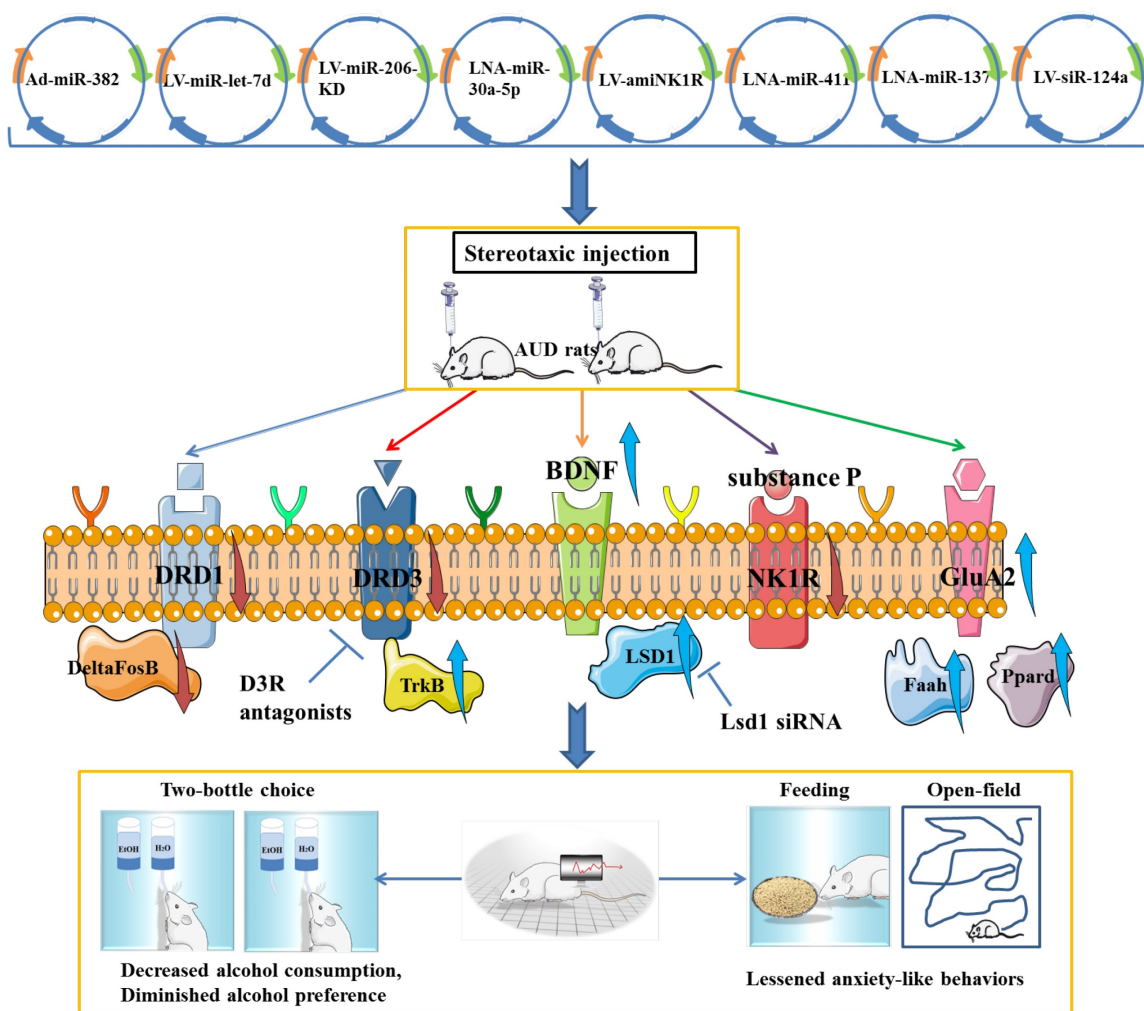 Ad-miR-382
LV-miR-let-7d
LV-miR-206-
KD
LNA-miR-
30a-5p
LV-amiNK1R
LNA-miR-411
LNA-miR-137
LV-siR-124a
Stereotaxic injection
AUD rats
BDNF
substance P
DRD1
DRD3
NK1R
GluA2
DeltaFosB
D3R
antagonists
TrkB
LSD1
Lsd1 siRNA
Faah
Ppard
Two-bottle choice
EtOH
H₂O
EtOH
H₂O
Feeding
Open-field
Decreased alcohol consumption,
Diminished alcohol preference
Lessened anxiety-like behaviors